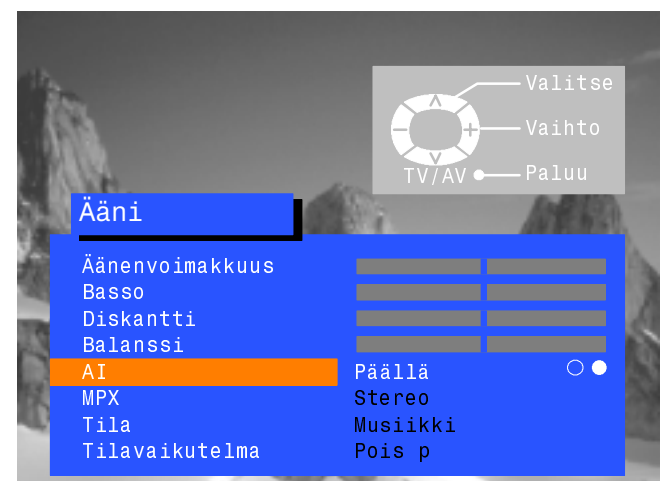 Valitse
Vaihto
TV/AV Paluu
Ääni
Äänenvoimakkuus
Basso
Diskantti
Balanssi
AI Päällä
MPX Stereo
Tila Musiikki
Tilavaikutelma Pois p